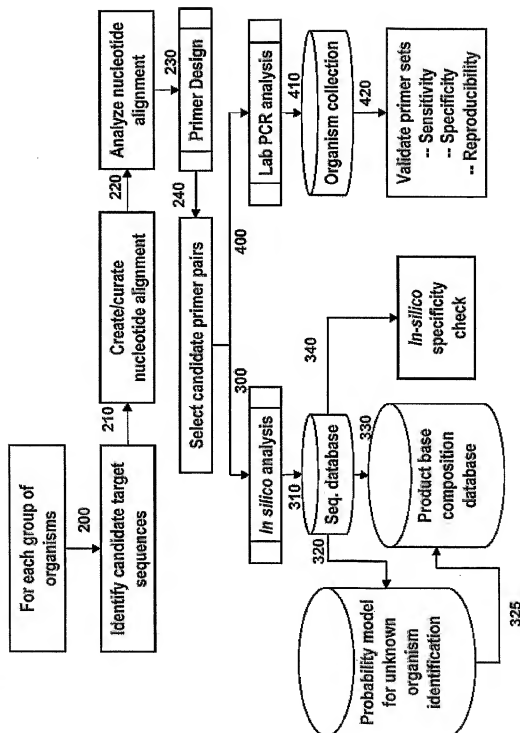 For each group of
organisms
200
Identify candidate target
sequences
210
Create/curate
nucleotide alignment
220
Analyze nucleotide
alignment
230
Primer Design
240
Select candidate primer pairs
300
400
In silico analysis
310
Seq. database
320
330
340
Probability model
for unknown
organism
identification
325
Product base
composition
database
In-silico
specificity
check
Lab PCR analysis
410
Organism collection
420
Validate primer sets
-- Sensitivity
-- Specificity
-- Reproducibility